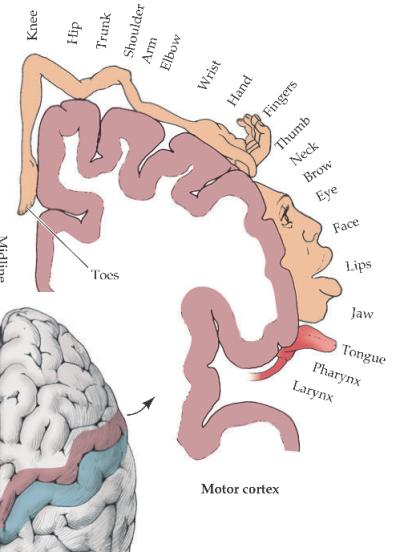 Knee
Hip
Trunk
Shoulder
Arm
Elbow
Wrist
Hand
Fingers
Thumb
Neck
Brow
Eye
Face
Lips
Jaw
Tongue
Pharynx
Larynx
Toes
Midline
Motor cortex